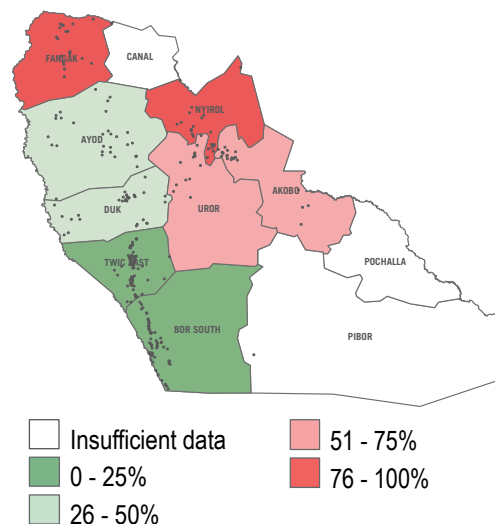 FANGAK
CANAL
NYIROL
AYOD
AKOBO
DUK
UROR
TWIC EAST
POCHALLA
BOR SOUTH
PIBOR
Insufficient data
0 - 25%
26 - 50%
51 - 75%
76 - 100%